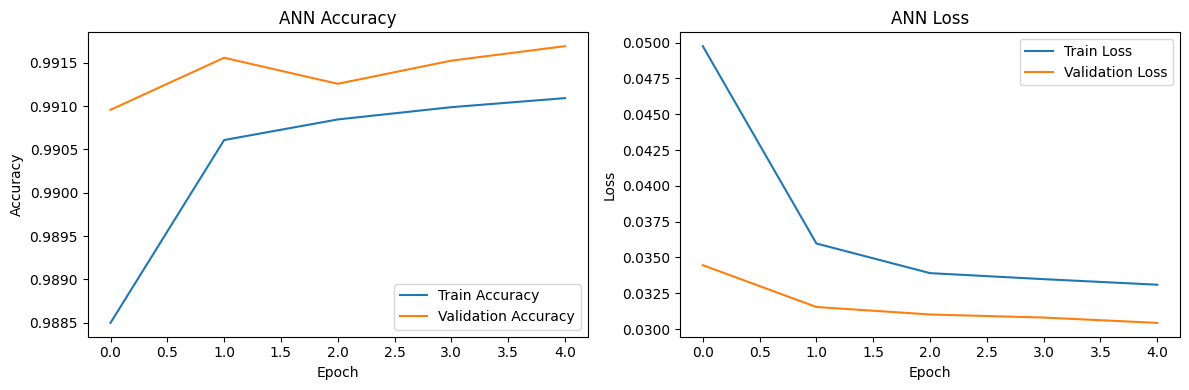 ANN Accuracy
Accuracy
0.9915
0.9910
0.9905
0.9900
0.9895
0.9890
0.9885
Train Accuracy
Validation Accuracy
0.0 0.5 1.0 1.5 2.0 2.5 3.0 3.5 4.0
Epoch
ANN Loss
Loss
0.0500
0.0475
0.0450
0.0425
0.0400
0.0375
0.0350
0.0325
0.0300
Train Loss
Validation Loss
0.0 0.5 1.0 1.5 2.0 2.5 3.0 3.5 4.0
Epoch